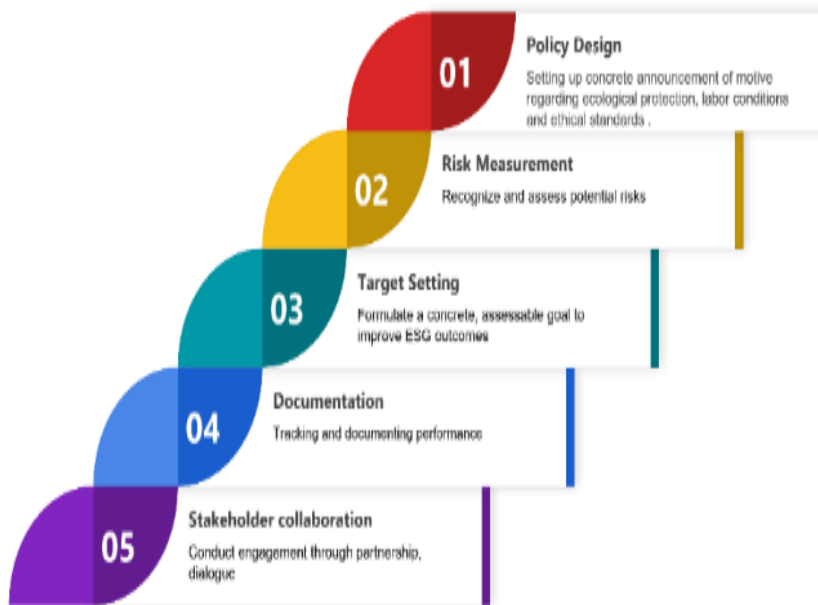 01
Policy Design
Setting up concrete announcement of motive
regarding ecological protection, labor conditions
and ethical standards .
02
Risk Measurement
Recognize and assess potential risks
03
Target Setting
Formulate a concrete, assessable goal to
improve ESG outcomes
04
Documentation
Tracking and documenting performance
05
Stakeholder collaboration
Conduct engagement through partnership,
dialogue